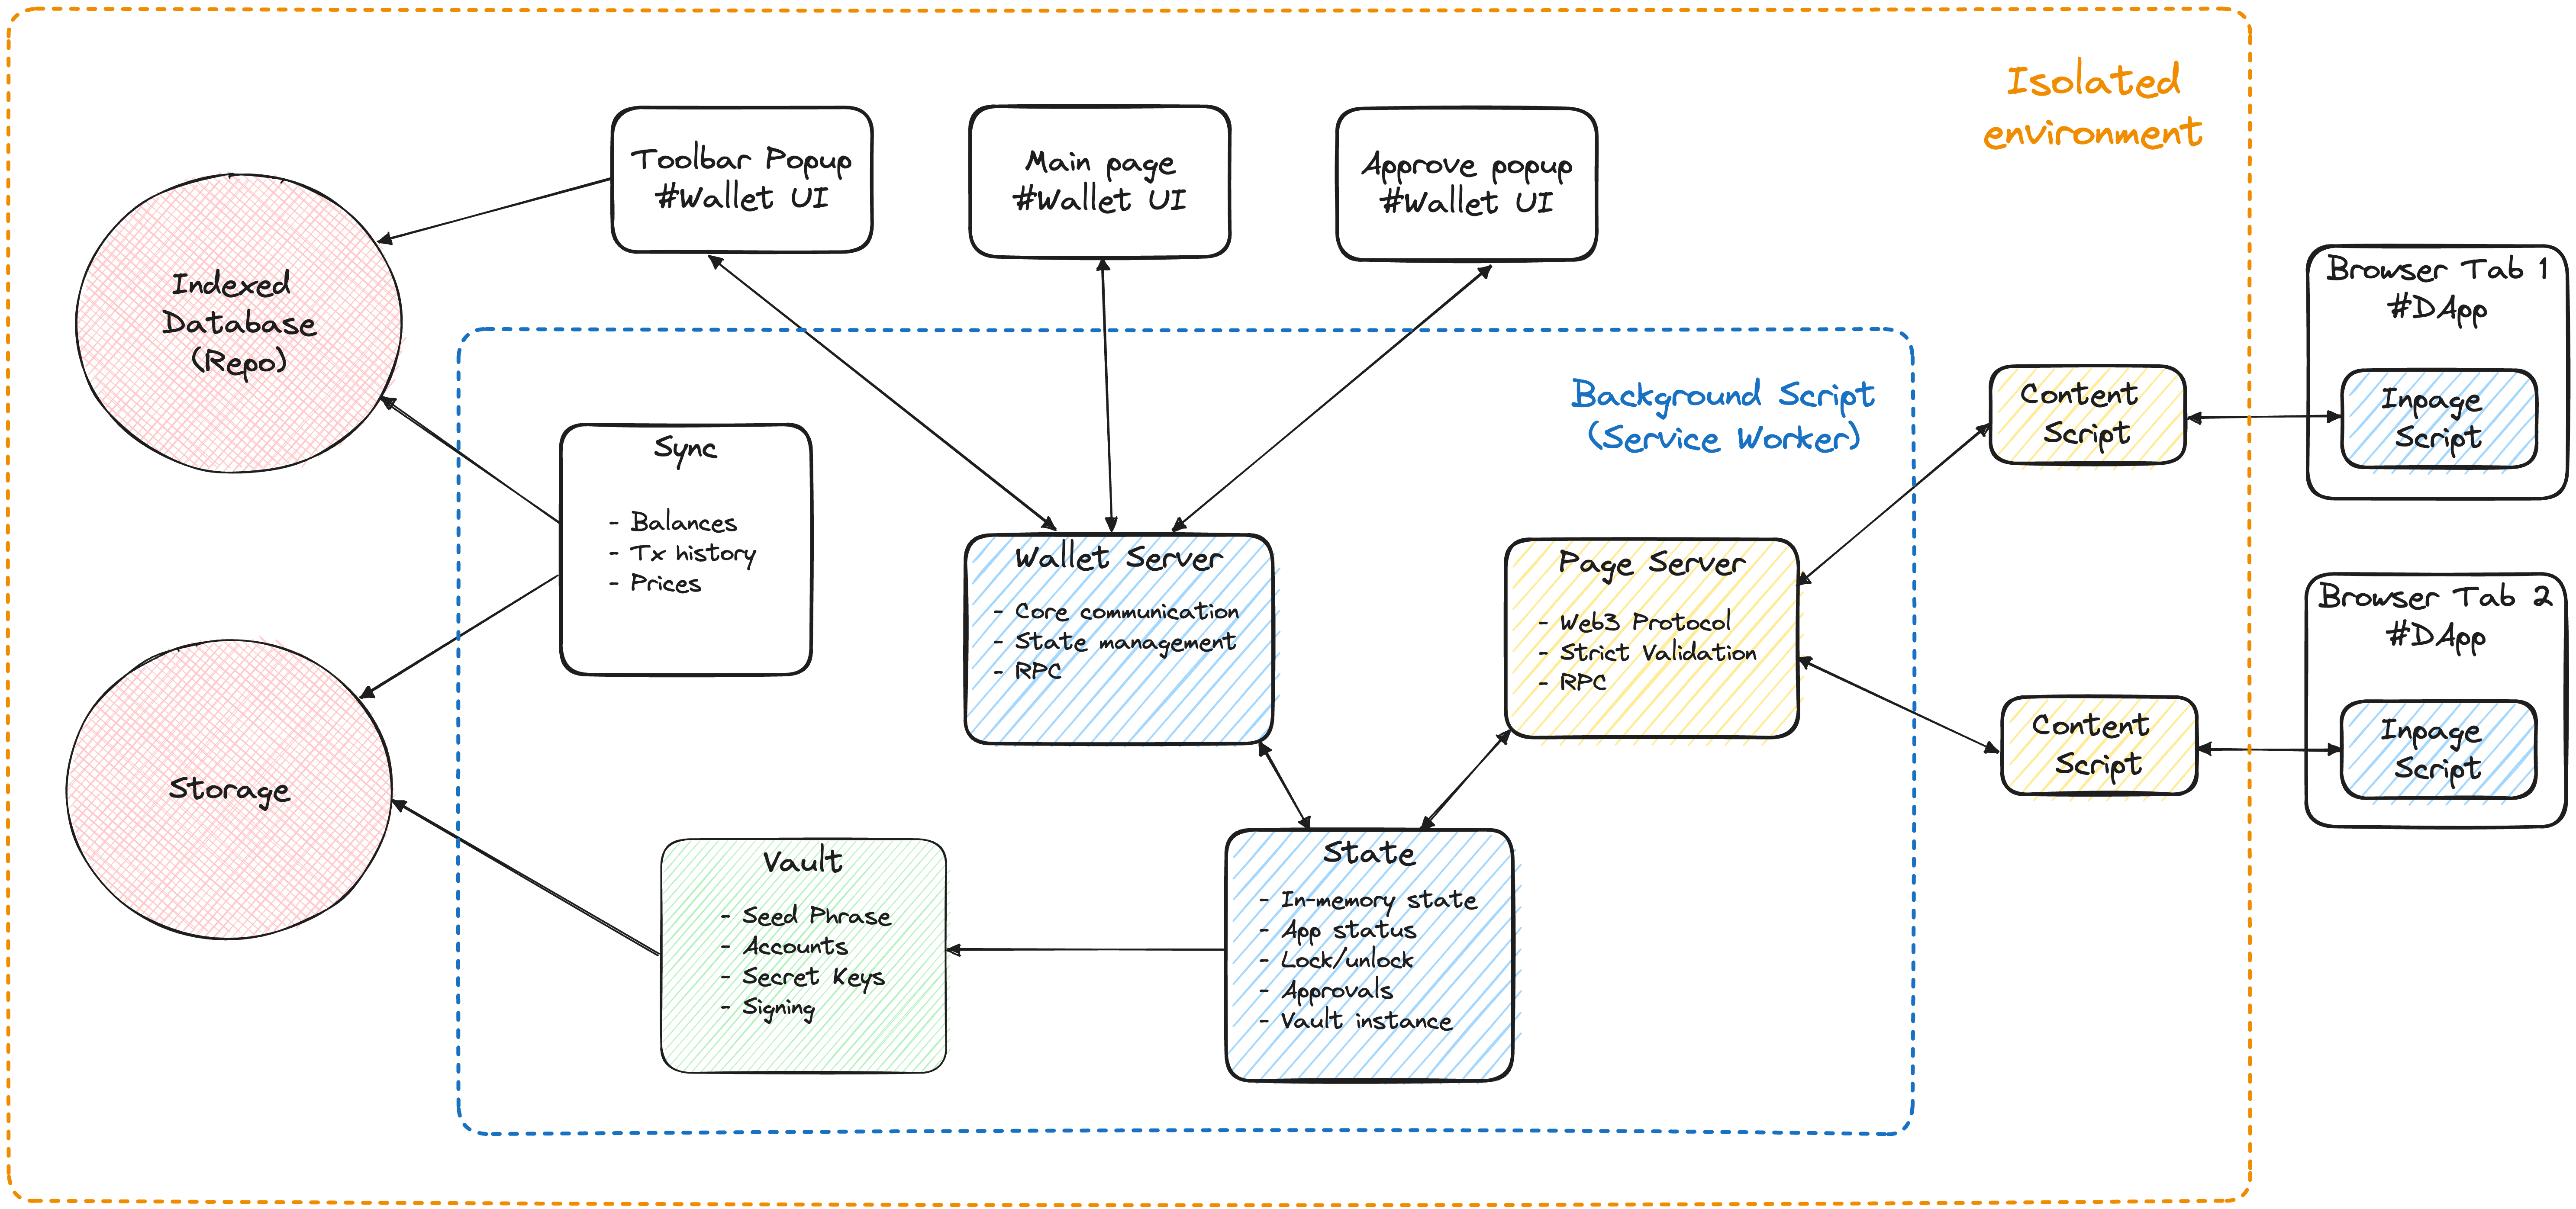 Isolated
environment
Toolbar Popup
#Wallet UI
Main page
#Wallet UI
Approve popup
#Wallet UI
Indexed
Database
(Repo)
Browser Tab 1
#DApp
Inpage
Script
Content
Script
Background Script
(Service Worker)
Sync
- Balances
- Tx history
- Prices
Wallet Server
- Core communication
- State management
- RPC
Page Server
- Web3 Protocol
- Strict Validation
- RPC
Browser Tab 2
#DApp
Inpage
Script
Content
Script
Storage
Vault
- Seed Phrase
- Accounts
- Secret Keys
- Signing
State
- In-memory state
- App status
- Lock/unlock
- Approvals
- Vault instance